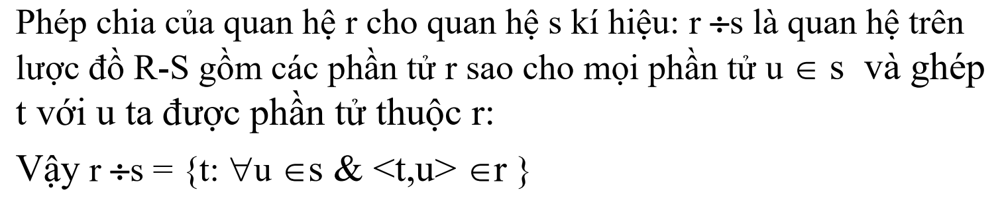 Phép chia của quan hệ r cho quan hệ s kí hiệu: r ÷s là quan hệ trên
lược đồ R-S gồm các phần tử r sao cho mọi phần tử u ∈ s và ghép
t với u ta được phần tử thuộc r:
Vậy r ÷s = {t: ∀u ∈s & <t,u> ∈r }